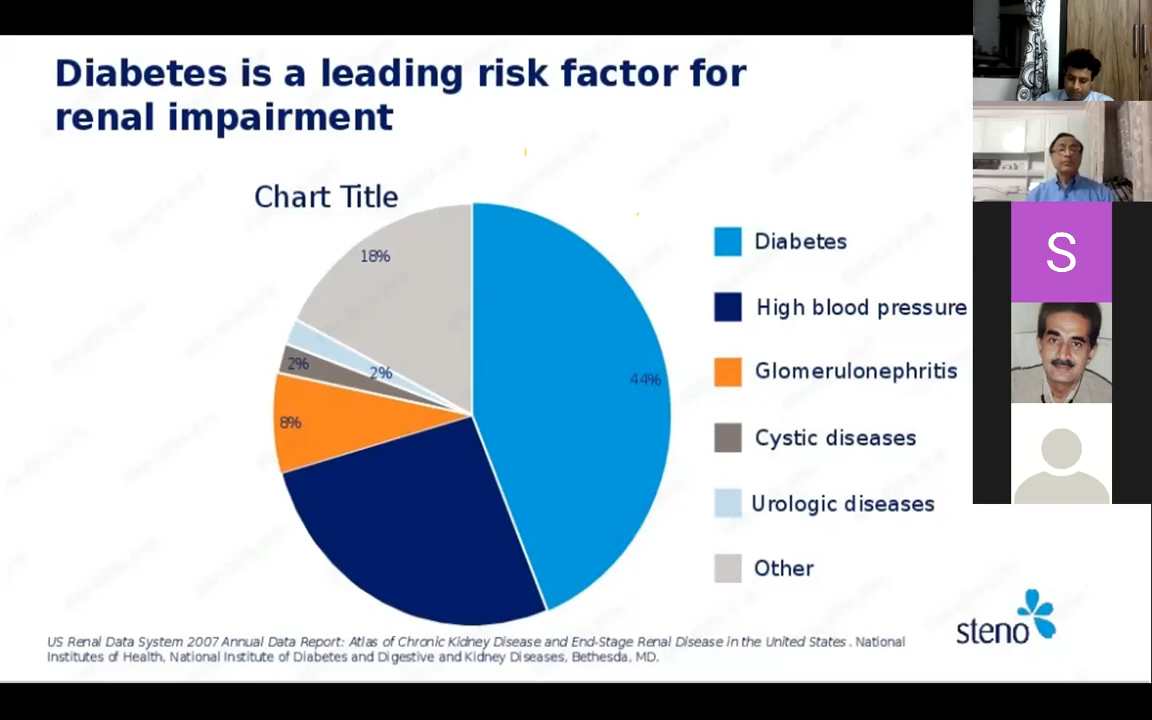 Diabetes is a leading risk factor for
renal impairment
Chart Title
18%
2%
2%
8%
44%
Diabetes
High blood pressure
Glomerulonephritis
Cystic diseases
Urologic diseases
Other
S
US Renal Data System 2007 Annual Data Report: Atlas of Chronic Kidney Disease and End-Stage Renal Disease in the United States . National
Institutes of Health, National Institute of Diabetes and Digestive and Kidney Diseases, Bethesda, MD.
steno